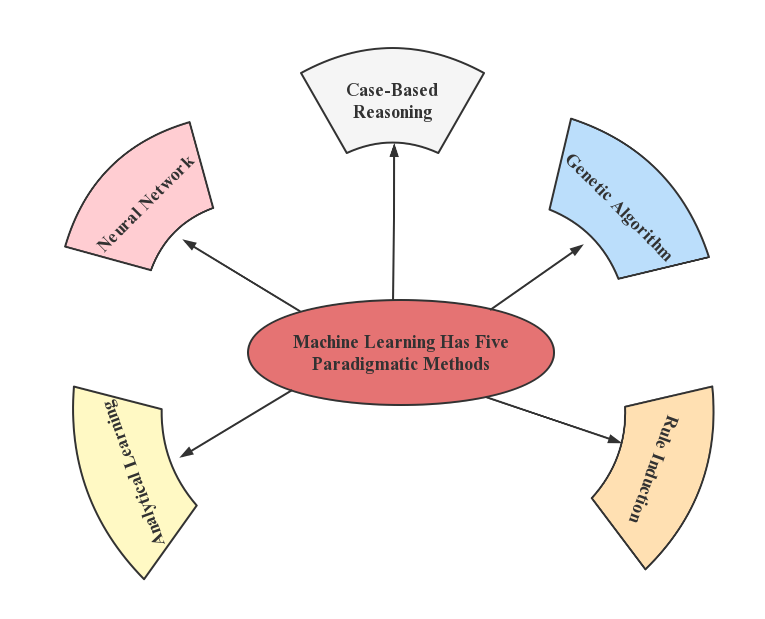 Case-Based
Reasoning
Neural Network
Genetic Algorithm
Machine Learning Has Five
Paradigmatic Methods
Analytical Learning
Rule Induction